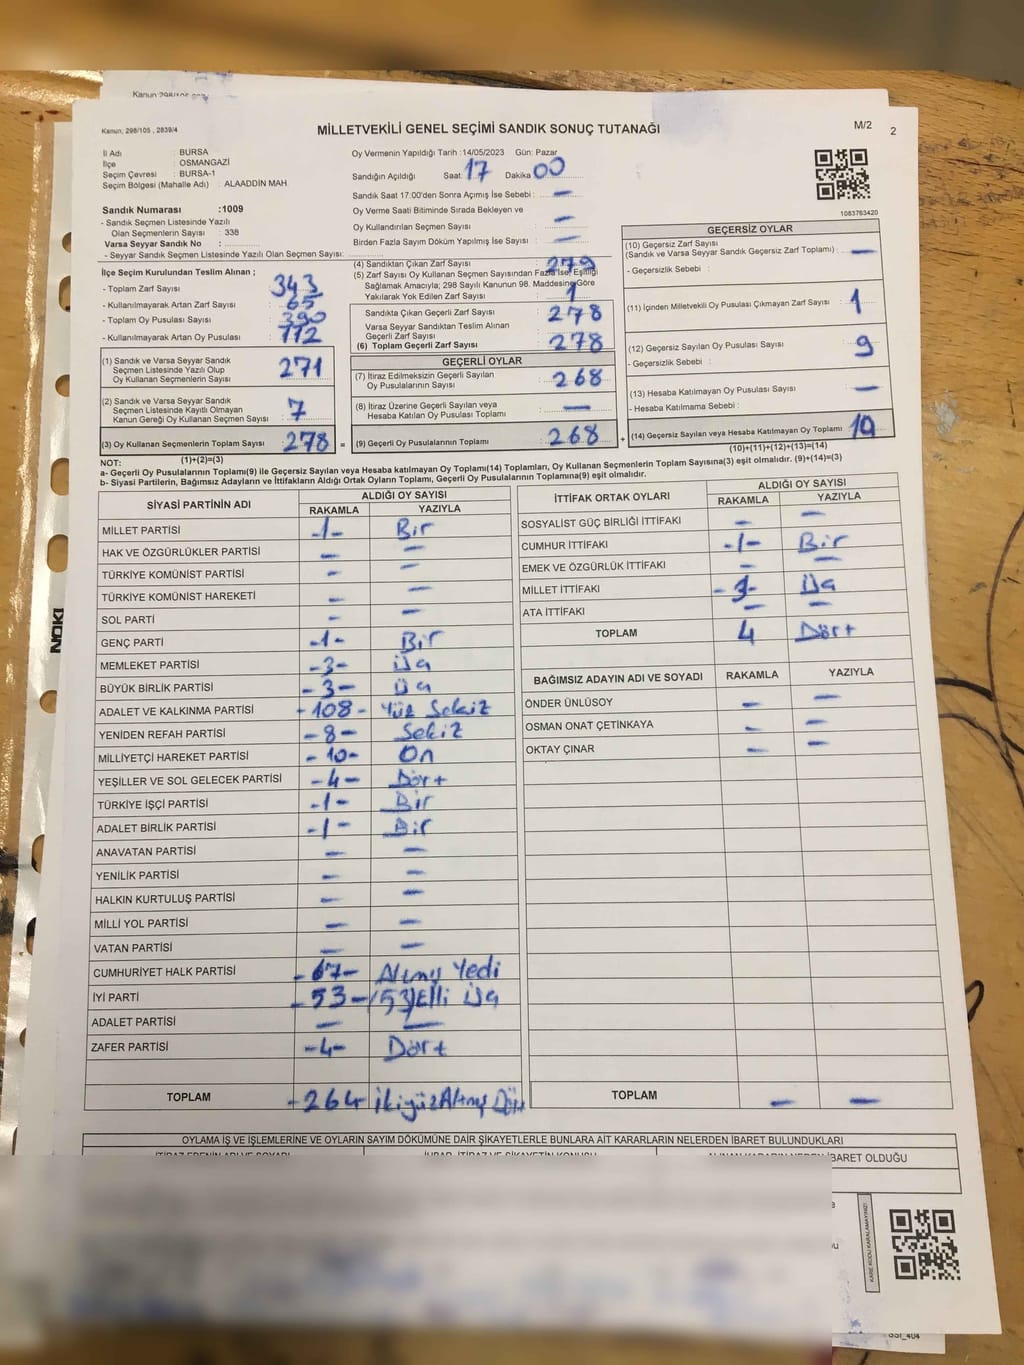 Kanun 298/105
Kanun, 298/105 , 2839/4
MİLLETVEKİLİ GENEL SEÇİMİ SANDIK SONUÇ TUTANAĞI
M/2
2
İl Adı : BURSA
İlçe : OSMANGAZİ
Seçim Çevresi : BURSA-1
Seçim Bölgesi (Mahalle Adı) : ALAADDİN MAH
Sandık Numarası :1009
- Sandık Seçmen Listesinde Yazılı
Olan Seçmenlerin Sayısı : 338
Varsa Seyyar Sandık No :
- Seyyar Sandık Seçmen Listesinde Yazılı Olan Seçmen Sayısı:
Oy Vermenin Yapıldığı Tarih :14/05/2023 Gün: Pazar
Sandığın Açıldığı Saat: 17 Dakika 00
Sandık Saat 17:00'den Sonra Açımış İse Sebebi : —
Oy Verme Saati Bitiminde Sırada Bekleyen ve
Oy Kullandırılan Seçmen Sayısı : —
Birden Fazla Sayım Döküm Yapılmış İse Sayısı : —
1083763420
İlçe Seçim Kurulundan Teslim Alınan ;
- Toplam Zarf Sayısı : 343
- Kullanılmayarak Artan Zarf Sayısı : 65
- Toplam Oy Pusulası Sayısı : 390
- Kullanılmayarak Artan Oy Pusulası : 112
(4) Sandıktan Çıkan Zarf Sayısı : 279
(5) Zarf Sayısı Oy Kullanan Seçmen Sayısından Fazla İse, Eşitliği
Sağlamak Amacıyla; 298 Sayılı Kanunun 98. Maddesine Göre
Yakılarak Yok Edilen Zarf Sayısı : 1
Sandıkta Çıkan Geçerli Zarf Sayısı : 278
Varsa Seyyar Sandıktan Teslim Alınan
Geçerli Zarf Sayısı :
(6) Toplam Geçerli Zarf Sayısı : 278
GEÇERSİZ OYLAR
(10) Geçersiz Zarf Sayısı
(Sandık ve Varsa Seyyar Sandık Geçersiz Zarf Toplamı) : —
- Geçersizlik Sebebi :
(11) İçinden Milletvekili Oy Pusulası Çıkmayan Zarf Sayısı : 1
(12) Geçersiz Sayılan Oy Pusulası Sayısı : 9
- Geçersizlik Sebebi :
(13) Hesaba Katılmayan Oy Pusulası Sayısı : —
- Hesaba Katılmama Sebebi :
(14) Geçersiz Sayılan veya Hesaba Katılmayan Oy Toplamı 10
(10)+(11)+(12)+(13)=(14)
(1) Sandık ve Varsa Seyyar Sandık
Seçmen Listesinde Yazılı Olup
Oy Kullanan Seçmenlerin Sayısı : 271
(2) Sandık ve Varsa Seyyar Sandık
Seçmen Listesinde Kayıtlı Olmayan
Kanun Gereği Oy Kullanan Seçmen Sayısı : 7
(3) Oy Kullanan Seçmenlerin Toplam Sayısı : 278 =
(1)+(2)=(3)
GEÇERLİ OYLAR
(7) İtiraz Edilmeksizin Geçerli Sayılan
Oy Pusulalarının Sayısı : 268
(8) İtiraz Üzerine Geçerli Sayılan veya
Hesaba Katılan Oy Pusulası Toplamı : —
(9) Geçerli Oy Pusulalarının Toplamı : 268 +
NOT:
a- Geçerli Oy Pusulalarının Toplamı(9) ile Geçersiz Sayılan veya Hesaba katılmayan Oy Toplamı(14) Toplamları, Oy Kullanan Seçmenlerin Toplam Sayısına(3) eşit olmalıdır. (9)+(14)=(3)
b- Siyasi Partilerin, Bağımsız Adayların ve İttifakların Aldığı Ortak Oyların Toplamı, Geçerli Oy Pusulalarının Toplamına(9) eşit olmalıdır.
SİYASİ PARTİNİN ADI ALDIĞI OY SAYISI
RAKAMLA YAZIYLA
MİLLET PARTİSİ -1- Bir
HAK VE ÖZGÜRLÜKLER PARTİSİ — —
TÜRKİYE KOMÜNİST PARTİSİ — —
TÜRKİYE KOMÜNİST HAREKETİ — —
SOL PARTİ — —
GENÇ PARTİ -1- Bir
MEMLEKET PARTİSİ -3- Üç
BÜYÜK BİRLİK PARTİSİ -3- Üç
ADALET VE KALKINMA PARTİSİ -108- Yüz Sekiz
YENİDEN REFAH PARTİSİ -8- Sekiz
MİLLİYETÇİ HAREKET PARTİSİ -10- On
YEŞİLLER VE SOL GELECEK PARTİSİ -4- Dört
TÜRKİYE İŞÇİ PARTİSİ -1- Bir
ADALET BİRLİK PARTİSİ -1- Bir
ANAVATAN PARTİSİ — —
YENİLİK PARTİSİ — —
HALKIN KURTULUŞ PARTİSİ — —
MİLLİ YOL PARTİSİ — —
VATAN PARTİSİ — —
CUMHURİYET HALK PARTİSİ -67- Altmış Yedi
İYİ PARTİ -53- (53) Elli Üç
ADALET PARTİSİ — —
ZAFER PARTİSİ -4- Dört
TOPLAM -264- İkiyüz Altmış Dört
İTTİFAK ORTAK OYLARI ALDIĞI OY SAYISI
RAKAMLA YAZIYLA
SOSYALİST GÜÇ BİRLİĞİ İTTİFAKI — —
CUMHUR İTTİFAKI -1- Bir
EMEK VE ÖZGÜRLÜK İTTİFAKI — —
MİLLET İTTİFAKI -3- Üç
ATA İTTİFAKI — —
TOPLAM 4 Dört
BAĞIMSIZ ADAYIN ADI VE SOYADI RAKAMLA YAZIYLA
ÖNDER ÜNLÜSOY — —
OSMAN ONAT ÇETİNKAYA — —
OKTAY ÇINAR — —
TOPLAM — —
OYLAMA İŞ VE İŞLEMLERİNE VE OYLARIN SAYIM DÖKÜMÜNE DAİR ŞİKAYETLERLE BUNLARA AİT KARARLARIN NELERDEN İBARET BULUNDUKLARI
İBARET OLDUĞU
KARE KODU KARALAMAYINIZ!
NOKI